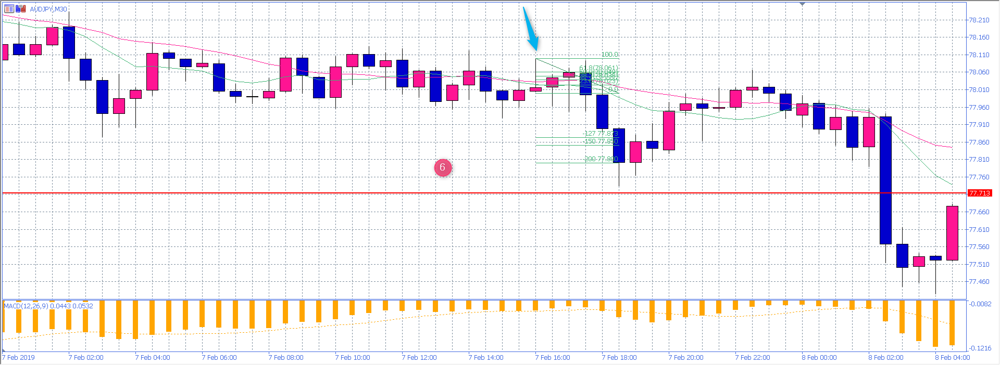 AUDJPY,M30
78.210
78.160
78.110
78.060
78.010
77.960
77.910
77.860
77.810
77.760
77.713
77.660
77.610
77.560
77.510
77.460
100.0
61.8(78.061)
23.6(78.023)
0.0
-127 77.873
-150 77.850
200 77.800
6
MACD(12,26,9) 0.0443 0.0532
-0.0082
-0.1216
7 Feb 2019
7 Feb 02:00
7 Feb 04:00
7 Feb 06:00
7 Feb 08:00
7 Feb 10:00
7 Feb 12:00
7 Feb 14:00
7 Feb 16:00
7 Feb 18:00
7 Feb 20:00
7 Feb 22:00
8 Feb 00:00
8 Feb 02:00
8 Feb 04:00